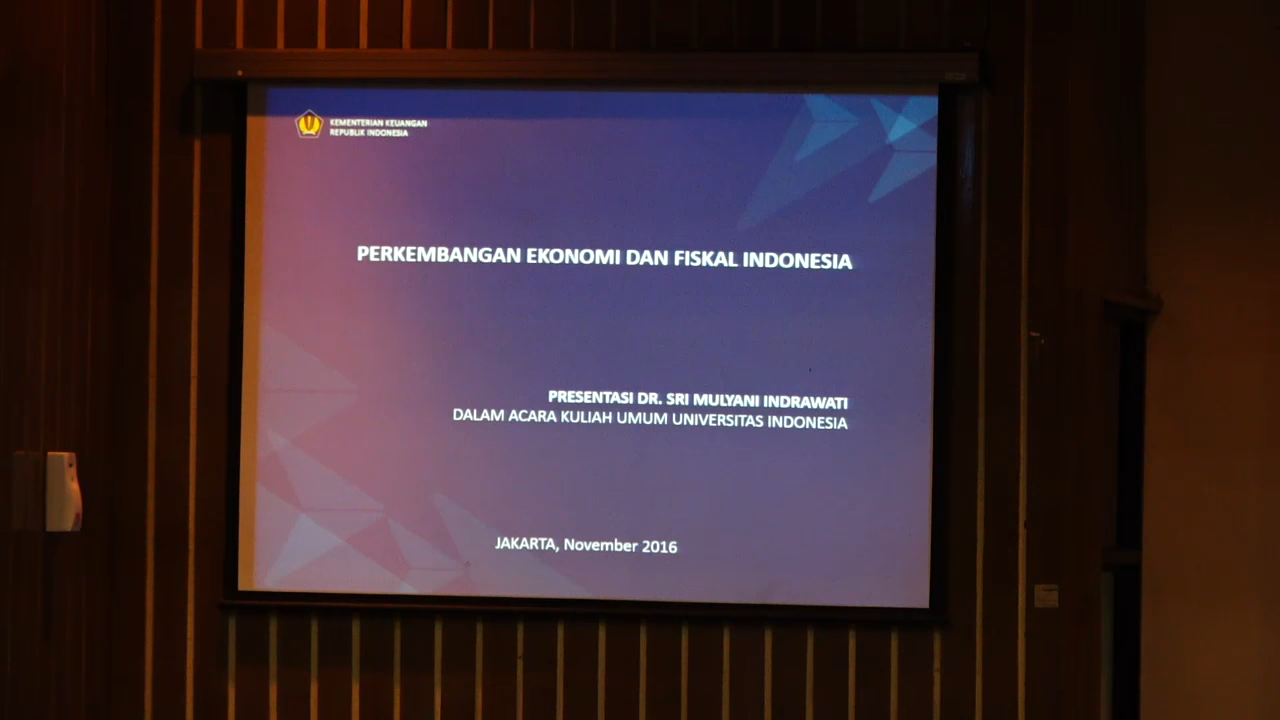 KEMENTERIAN KEUANGAN
REPUBLIK INDONESIA
PERKEMBANGAN EKONOMI DAN FISKAL INDONESIA
PRESENTASI DR. SRI MULYANI INDRAWATI
DALAM ACARA KULIAH UMUM UNIVERSITAS INDONESIA
JAKARTA, November 2016